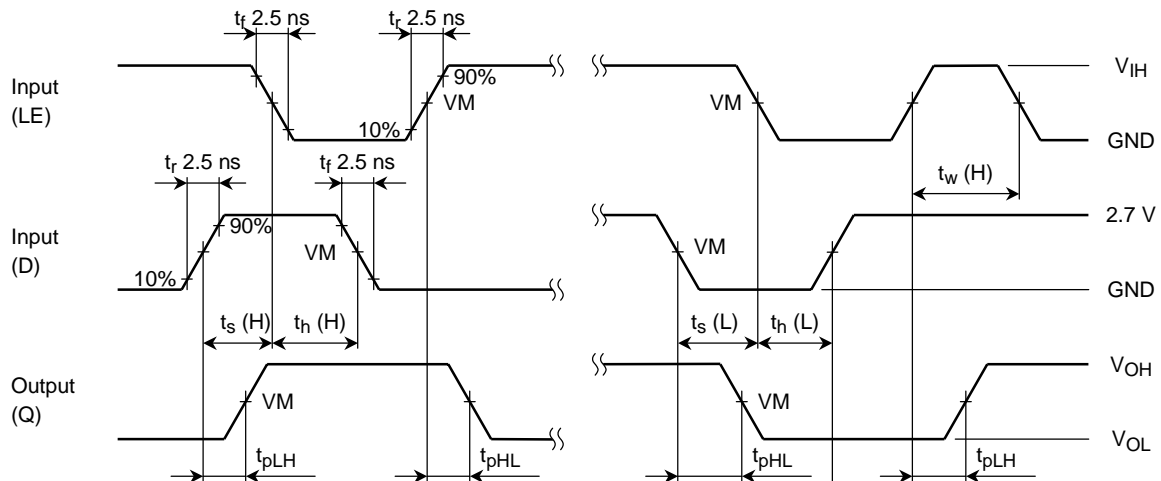 tf 2.5 ns tr 2.5 ns
Input
(LE)
90%
VM
10%
VM
VIH
GND
tr 2.5 ns tf 2.5 ns
tw (H)
Input
(D)
90%
VM
10%
VM
2.7 V
GND
ts (H) th (H) ts (L) th (L)
Output
(Q)
VM
VM
VOH
VOL
tpLH tpHL tpHL tpLH